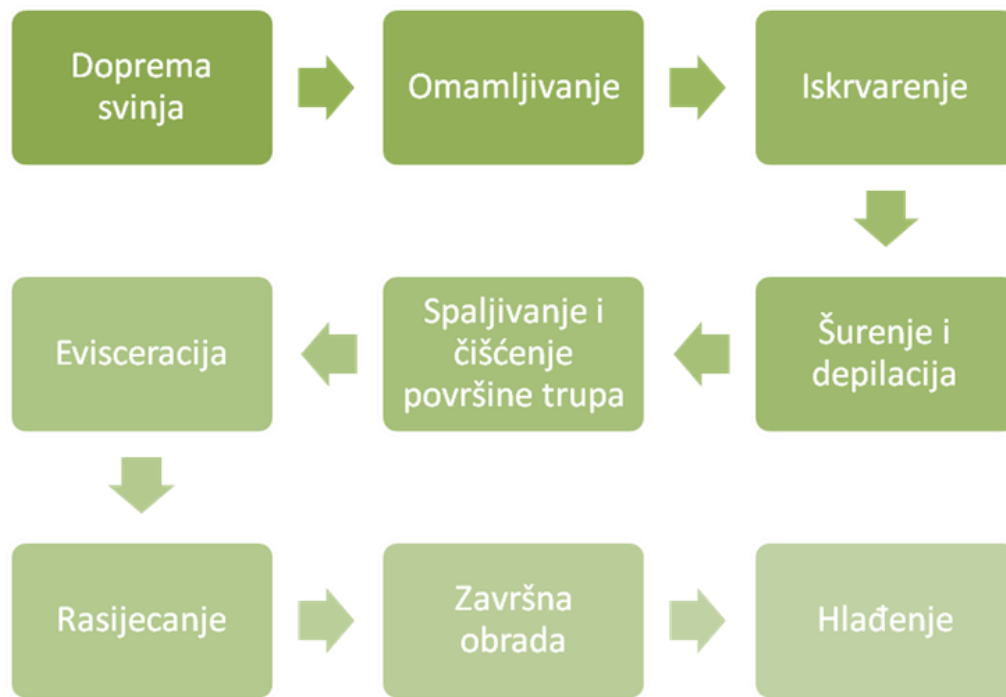 Doprema
svinja
Omamljivanje
Iskrvarenje
Šurenje i
depilacija
Spaljivanje i
čišćenje
površine trupa
Evisceracija
Rasijecanje
Završna
obrada
Hlađenje